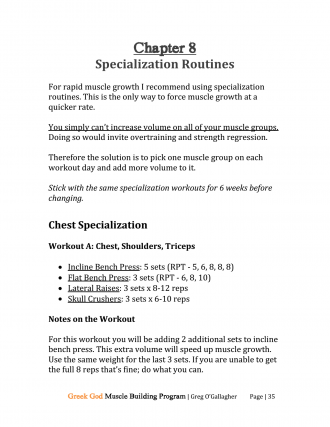 Chapter 8
Specialization Routines
For rapid muscle growth I recommend using specialization
routines. This is the only way to force muscle growth at a
quicker rate.
You simply can't increase volume on all of your muscle groups.
Doing so would invite overtraining and strength regression.
Therefore the solution is to pick one muscle group on each
workout day and add more volume to it.
Stick with the same specialization workouts for 6 weeks before
changing.
Chest Specialization
Workout A: Chest, Shoulders, Triceps
• Incline Bench Press: 5 sets (RPT - 5, 6, 8, 8, 8)
• Flat Bench Press: 3 sets (RPT - 6, 8, 10)
• Lateral Raises: 3 sets x 8-12 reps
• Skull Crushers: 3 sets x 6-10 reps
Notes on the Workout
For this workout you will be adding 2 additional sets to incline
bench press. This extra volume will speed up muscle growth.
Use the same weight for the last 3 sets. If you are unable to get
the full 8 reps that's fine; do what you can.
Greek God Muscle Building Program | Greg O'Gallagher Page | 35